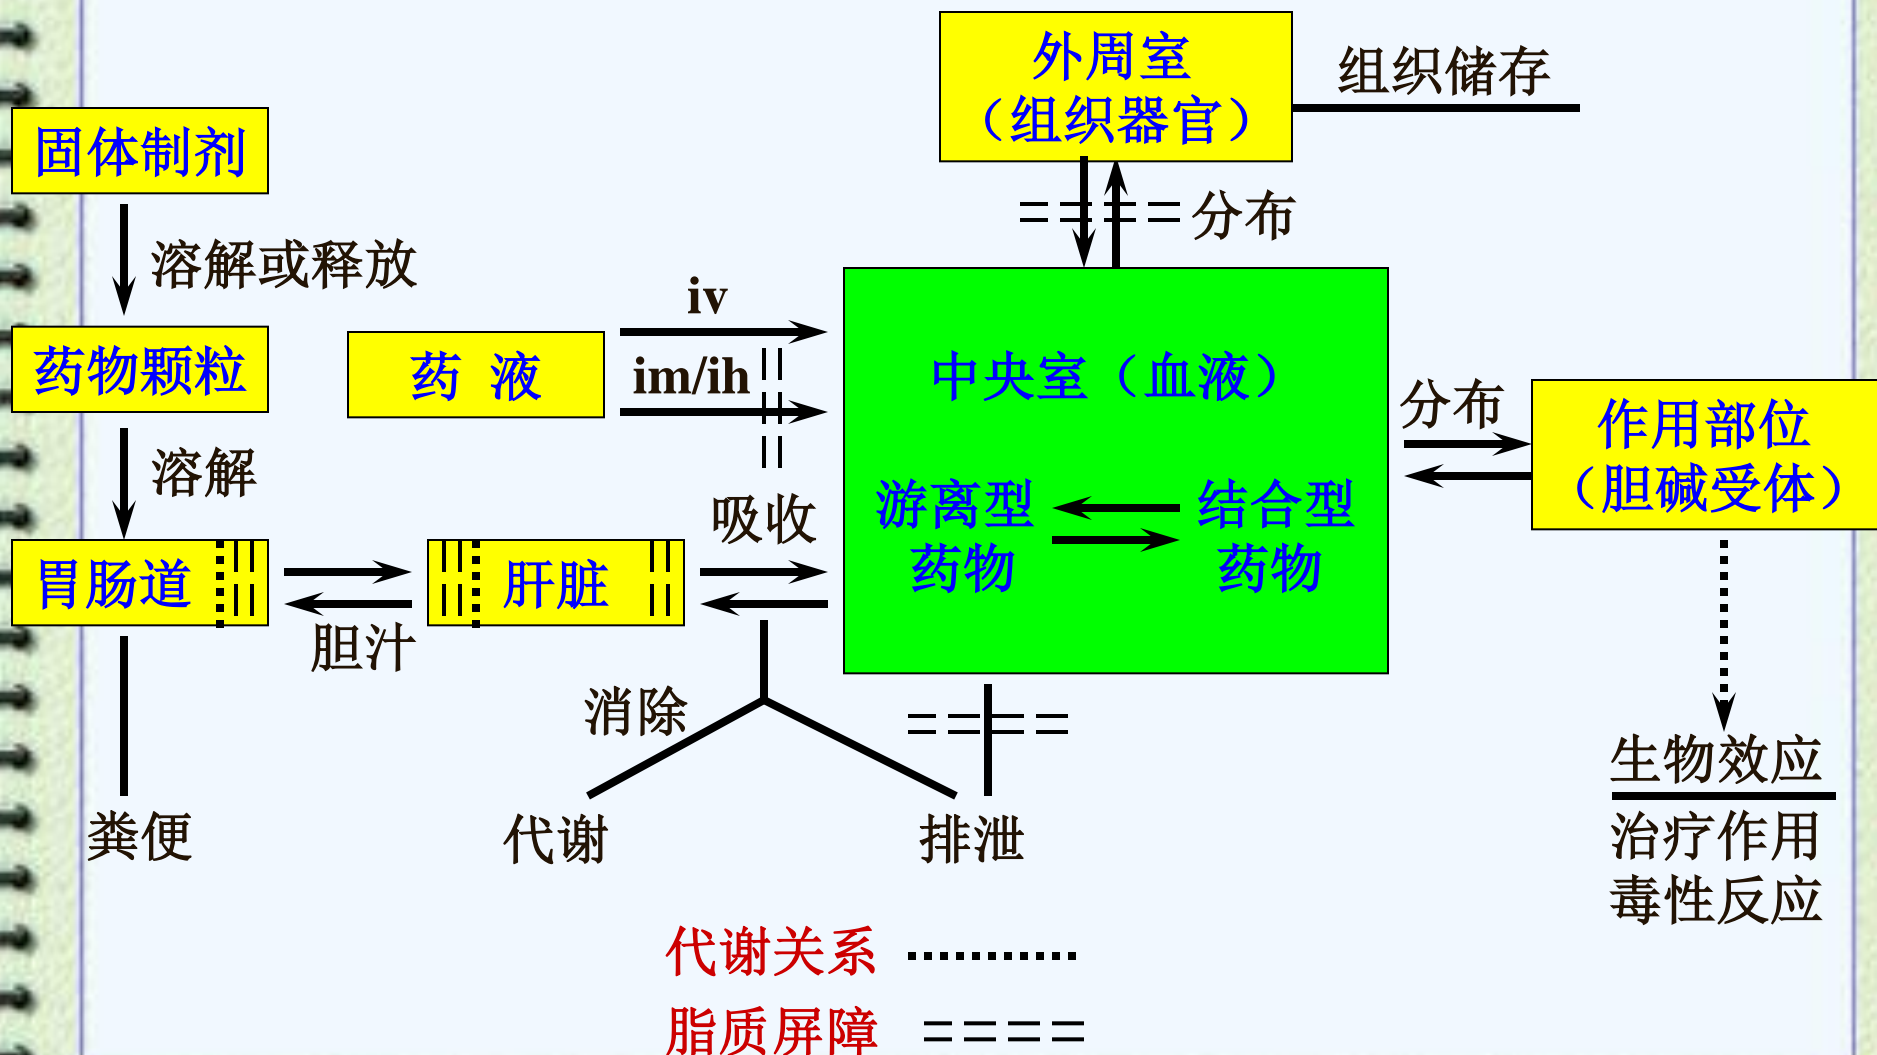 外周室
（组织器官）
组织储存
固体制剂
分布
溶解或释放
iv
药物颗粒
药 液
im/ih
中央室（血液）
分布
作用部位
（胆碱受体）
溶解
吸收
游离型
药物
结合型
药物
胃肠道
肝脏
胆汁
消除
生物效应
粪便
代谢
排泄
治疗作用
毒性反应
代谢关系
脂质屏障